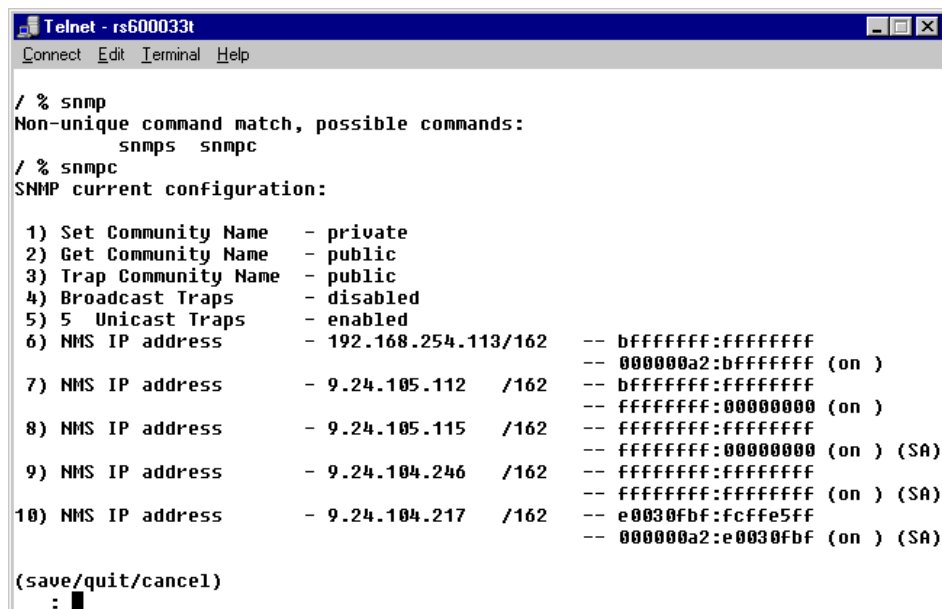 Telnet - rs600033t
Connect Edit Terminal Help
/ % snmp
Non-unique command match, possible commands:
snmps snmpc
/ % snmpc
SNMP current configuration:
1) Set Community Name - private
2) Get Community Name - public
3) Trap Community Name - public
4) Broadcast Traps - disabled
5) 5 Unicast Traps - enabled
6) NMS IP address - 192.168.254.113/162 -- bfffffff:ffffffff
-- 000000a2:bfffffff (on )
7) NMS IP address - 9.24.105.112 /162 -- bfffffff:ffffffff
-- ffffffff:00000000 (on )
8) NMS IP address - 9.24.105.115 /162 -- ffffffff:ffffffff
-- ffffffff:00000000 (on ) (SA)
9) NMS IP address - 9.24.104.246 /162 -- ffffffff:ffffffff
-- ffffffff:ffffffff (on ) (SA)
10) NMS IP address - 9.24.104.217 /162 -- e0030fbf:fcffe5ff
-- 000000a2:e0030fbf (on ) (SA)
(save/quit/cancel)
: